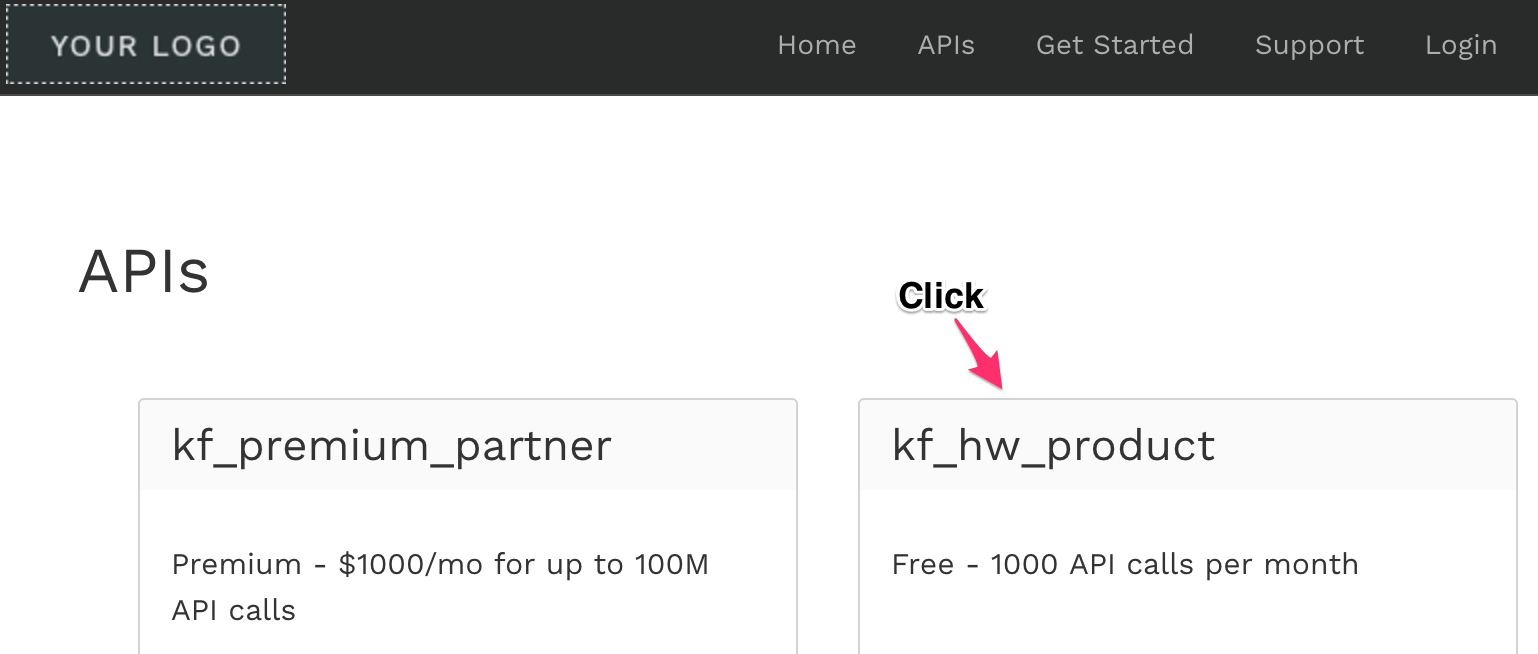 YOUR LOGO
Home APIs Get Started Support Login
APIs
Click
kf_premium_partner
Premium - $1000/mo for up to 100M
API calls
kf_hw_product
Free - 1000 API calls per month